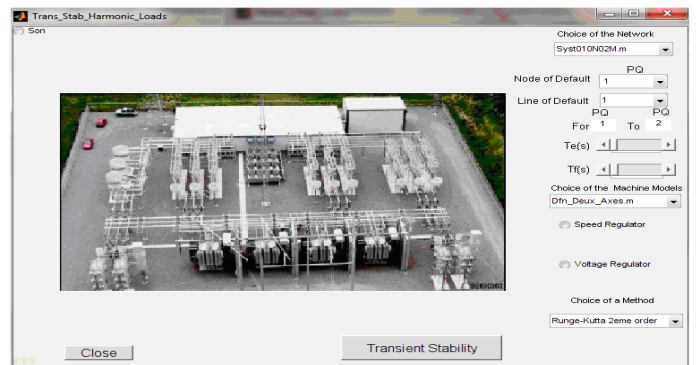 Trans_Stab_Harmonic_Loads
Son
Choice of the Network
Syst010N02M.m
PQ
Node of Default 1
Line of Default 1
PQ PQ
For 1 To 2
Te(s)
Tf(s)
Choice of the Machine Models
Dfn_Deux_Axes.m
Speed Regulator
Voltage Regulator
Choice of a Method
Runge-Kutta 2eme order
Close
Transient Stability